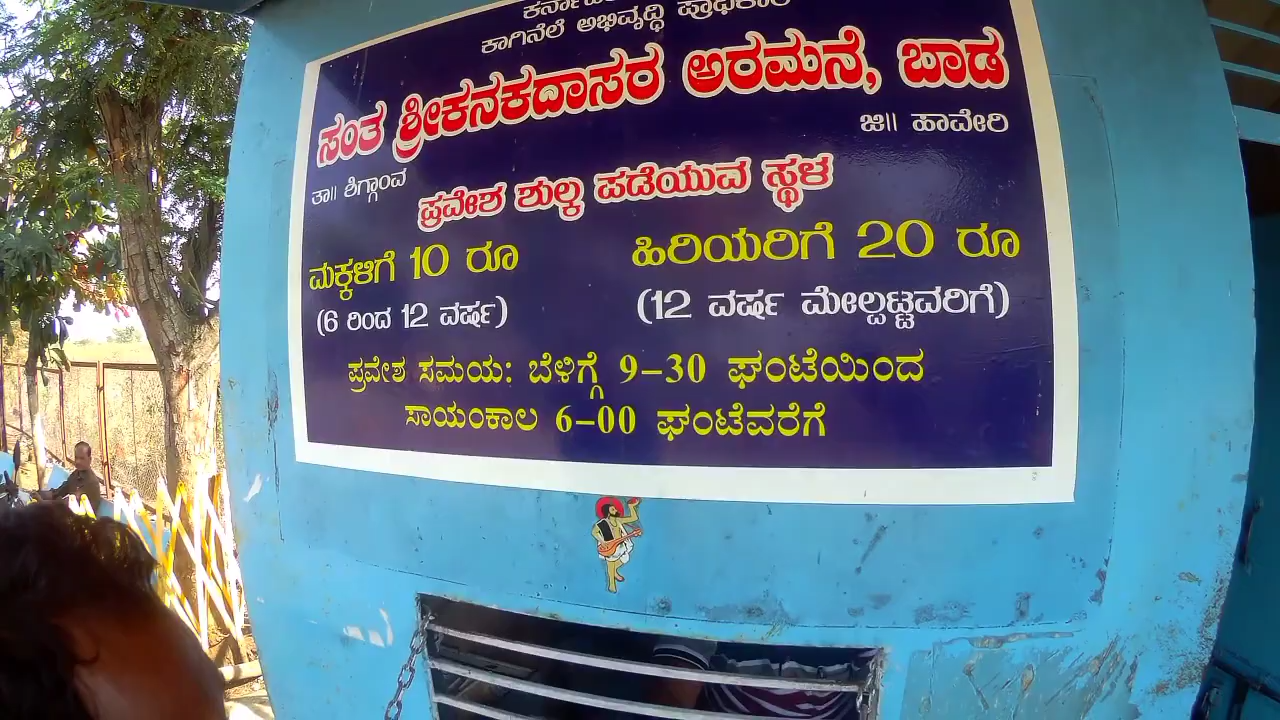 ಕಾಗಿನೆಲೆ ಅಭಿವೃದ್ಧಿ ಪ್ರಾಧಿಕಾರ
ಸಂತ ಶ್ರೀಕನಕದಾಸರ ಅರಮನೆ, ಬಾಡ
ತಾ॥ ಶಿಗ್ಗಾಂವ ಜಿ॥ ಹಾವೇರಿ
ಪ್ರವೇಶ ಶುಲ್ಕ ಪಡೆಯುವ ಸ್ಥಳ
ಮಕ್ಕಳಿಗೆ 10 ರೂ ಹಿರಿಯರಿಗೆ 20 ರೂ
(6 ರಿಂದ 12 ವರ್ಷ) (12 ವರ್ಷ ಮೇಲ್ಪಟ್ಟವರಿಗೆ)
ಪ್ರವೇಶ ಸಮಯ: ಬೆಳಿಗ್ಗೆ 9-30 ಘಂಟೆಯಿಂದ
ಸಾಯಂಕಾಲ 6-00 ಘಂಟೆವರೆಗೆ